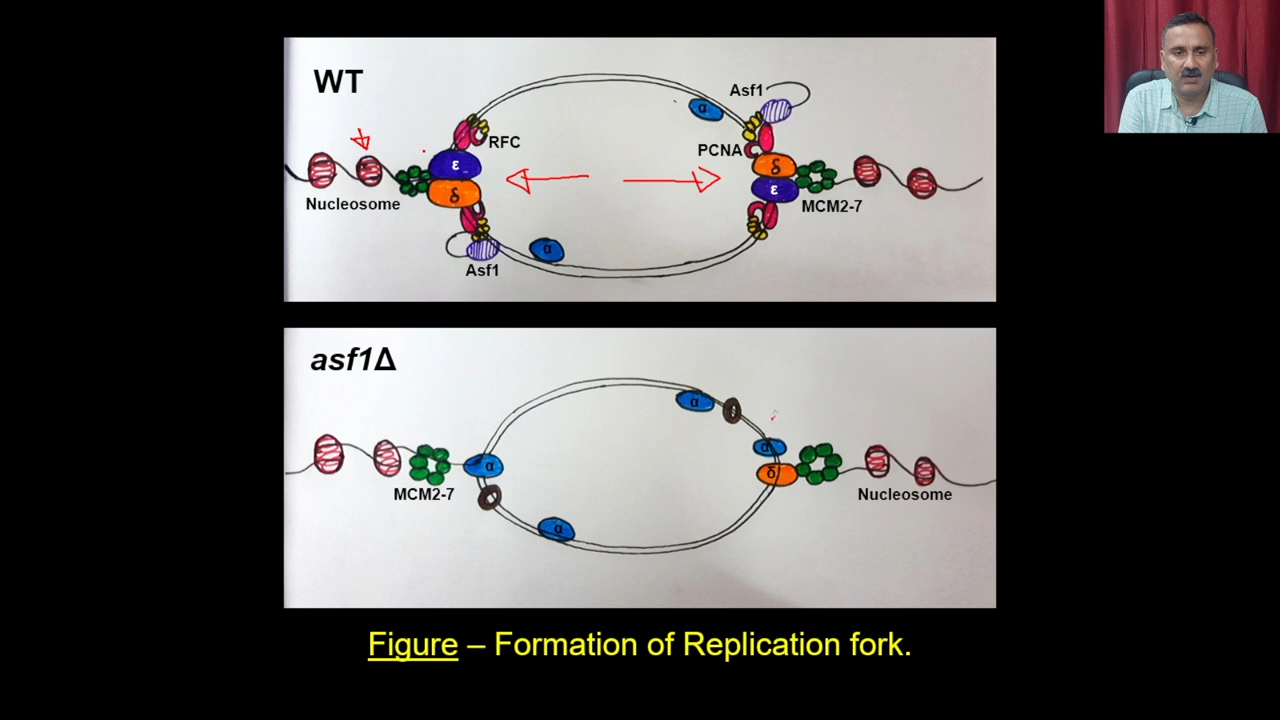 WT
Asf1
α
RFC
PCNA
ε
δ
δ
ε
Nucleosome
MCM2-7
α
Asf1
asf1Δ
α
α
α
δ
MCM2-7
Nucleosome
α
Figure – Formation of Replication fork.